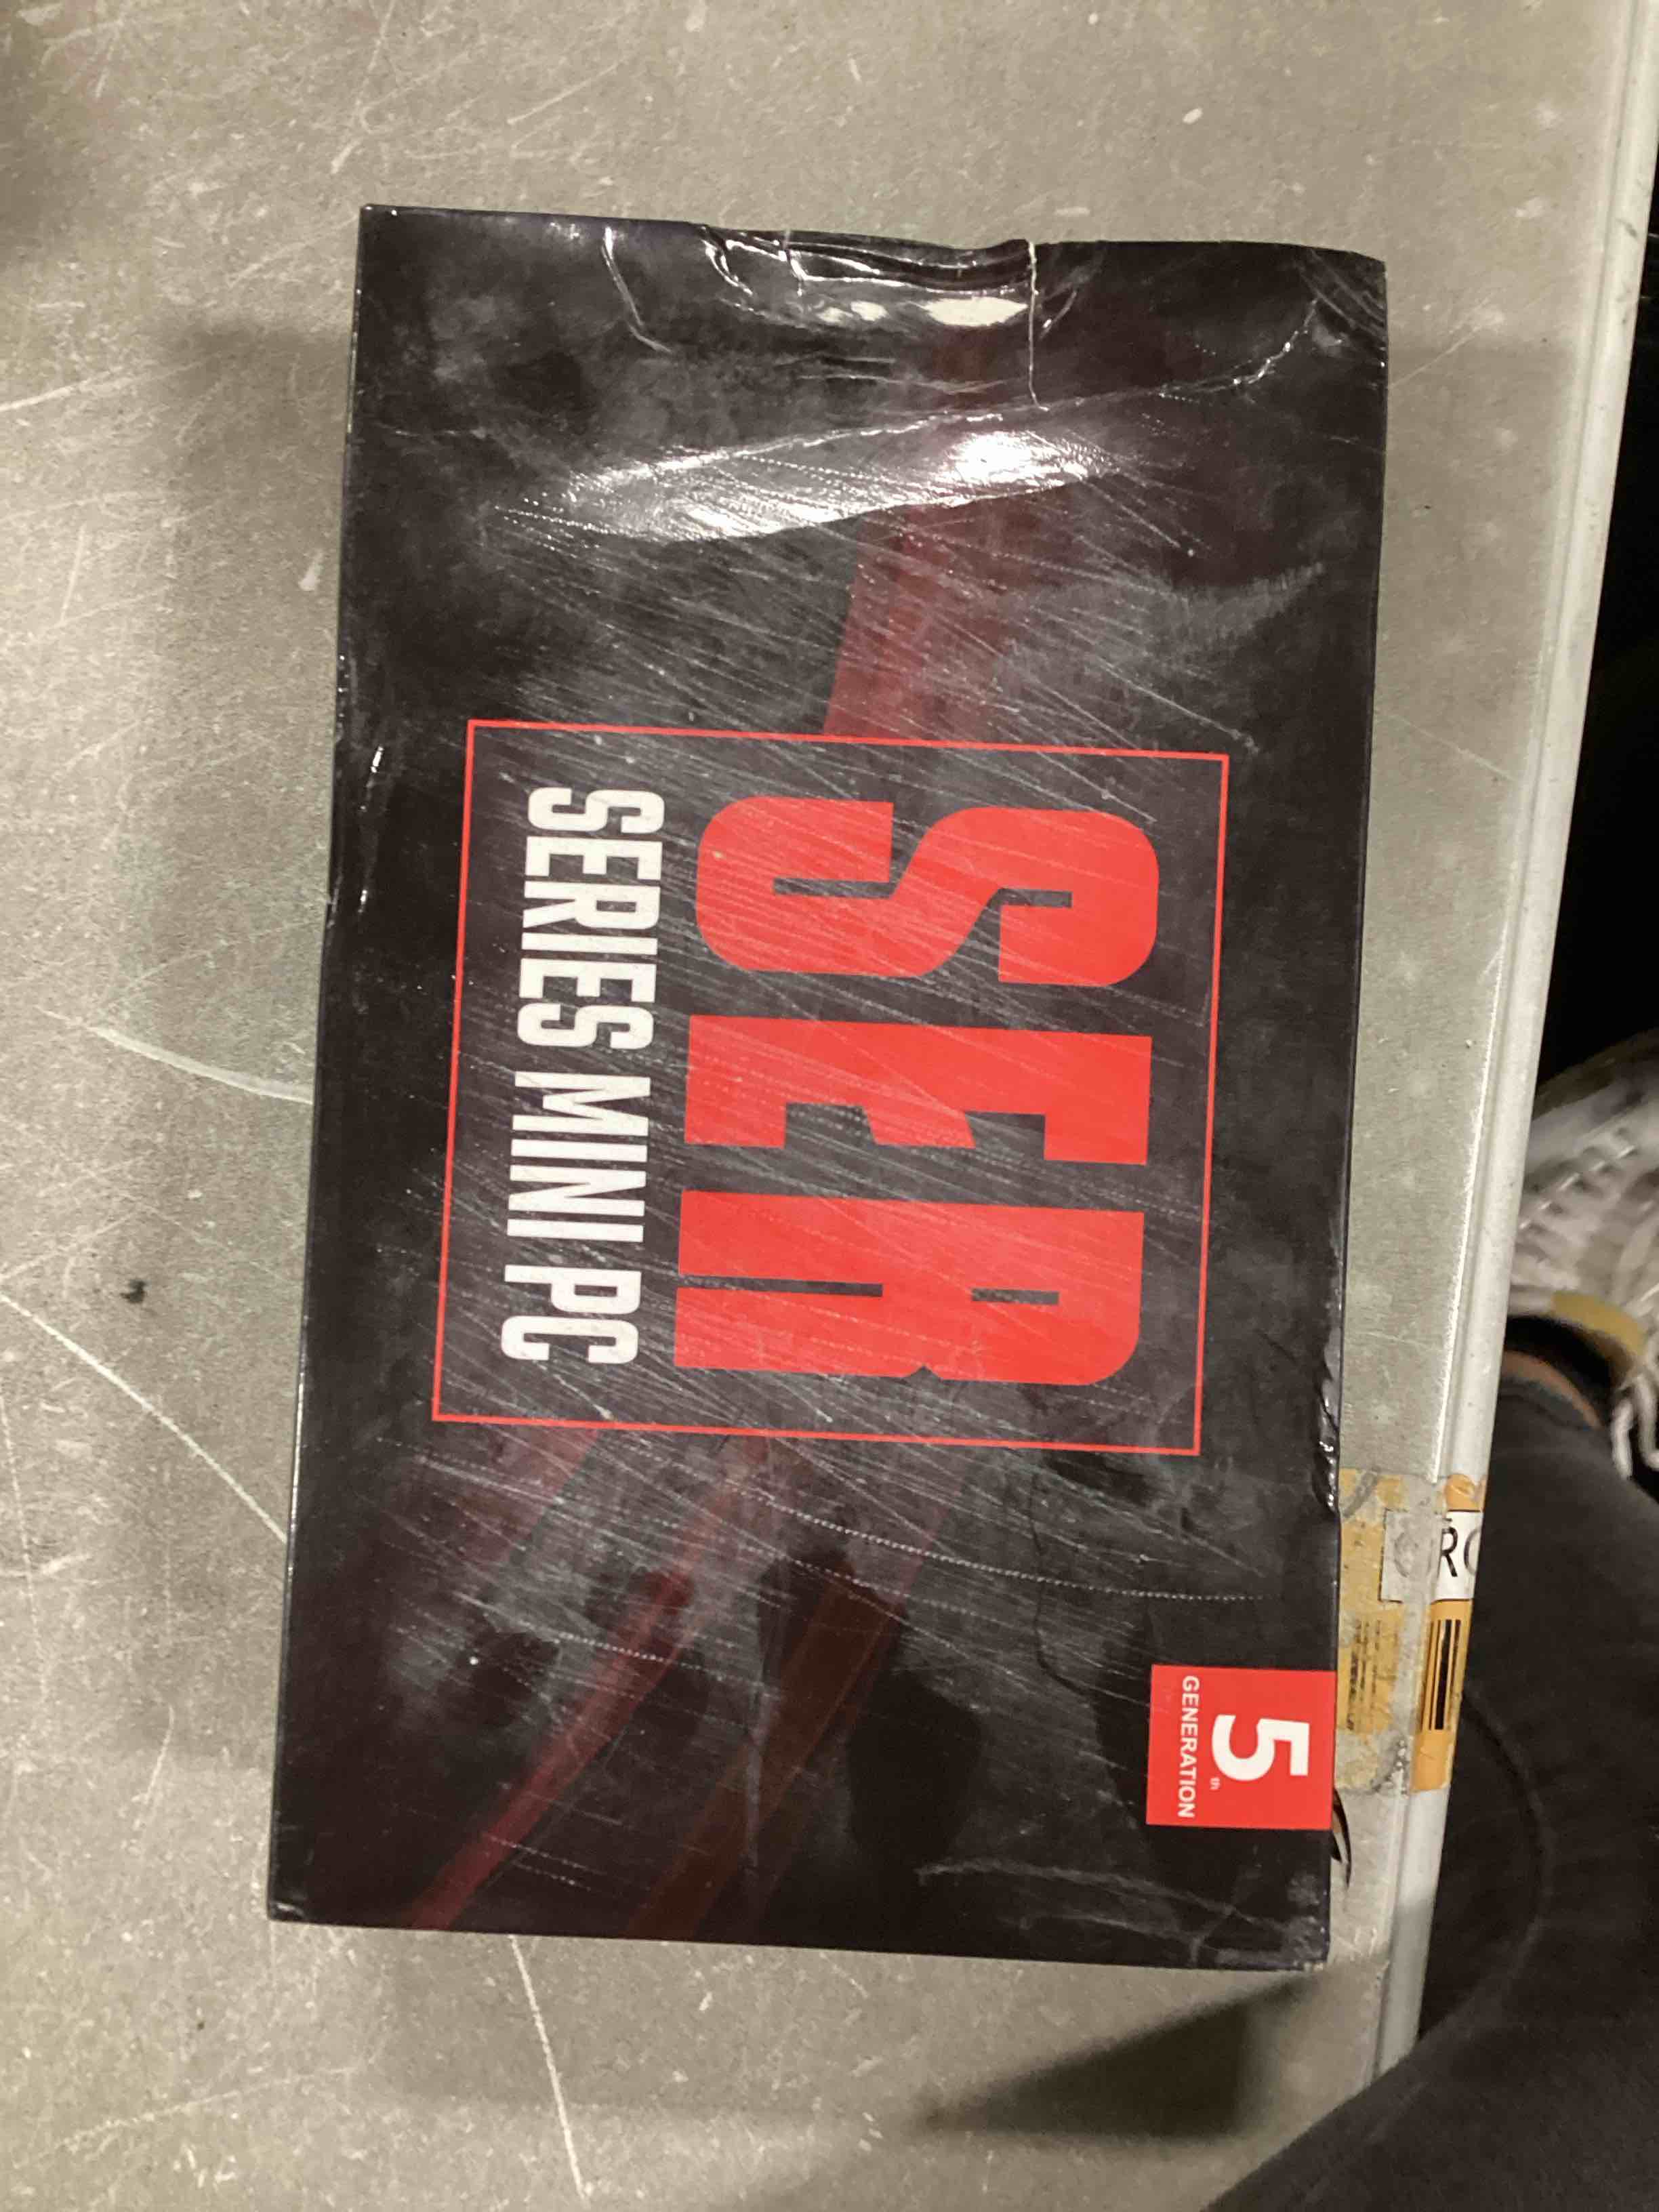 SER
SERIES MINI PC
5th
GENERATION